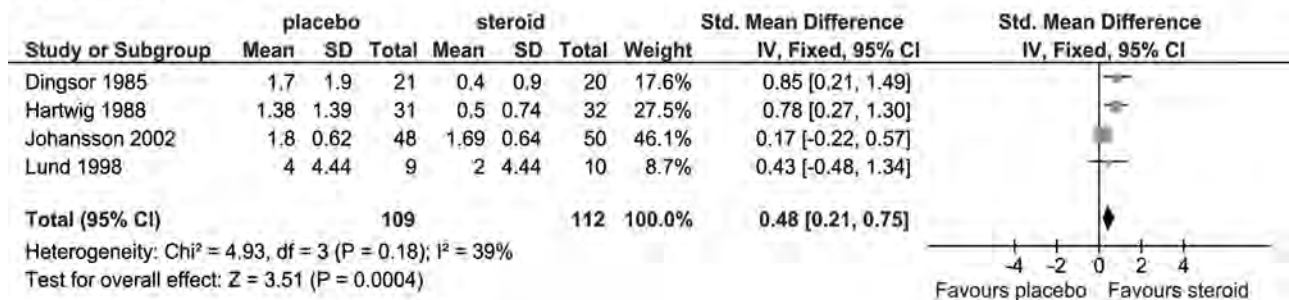 placebo steroid Std. Mean Difference Std. Mean Difference
Study or Subgroup Mean SD Total Mean SD Total Weight IV, Fixed, 95% CI IV, Fixed, 95% CI
Dingsor 1985 1.7 1.9 21 0.4 0.9 20 17.6% 0.85 [0.21, 1.49]
Hartwig 1988 1.38 1.39 31 0.5 0.74 32 27.5% 0.78 [0.27, 1.30]
Johansson 2002 1.8 0.62 48 1.69 0.64 50 46.1% 0.17 [-0.22, 0.57]
Lund 1998 4 4.44 9 2 4.44 10 8.7% 0.43 [-0.48, 1.34]
Total (95% CI) 109 112 100.0% 0.48 [0.21, 0.75]
Heterogeneity: Chi² = 4.93, df = 3 (P = 0.18); I² = 39%
Test for overall effect: Z = 3.51 (P = 0.0004)
-4 -2 0 2 4
Favours placebo Favours steroid